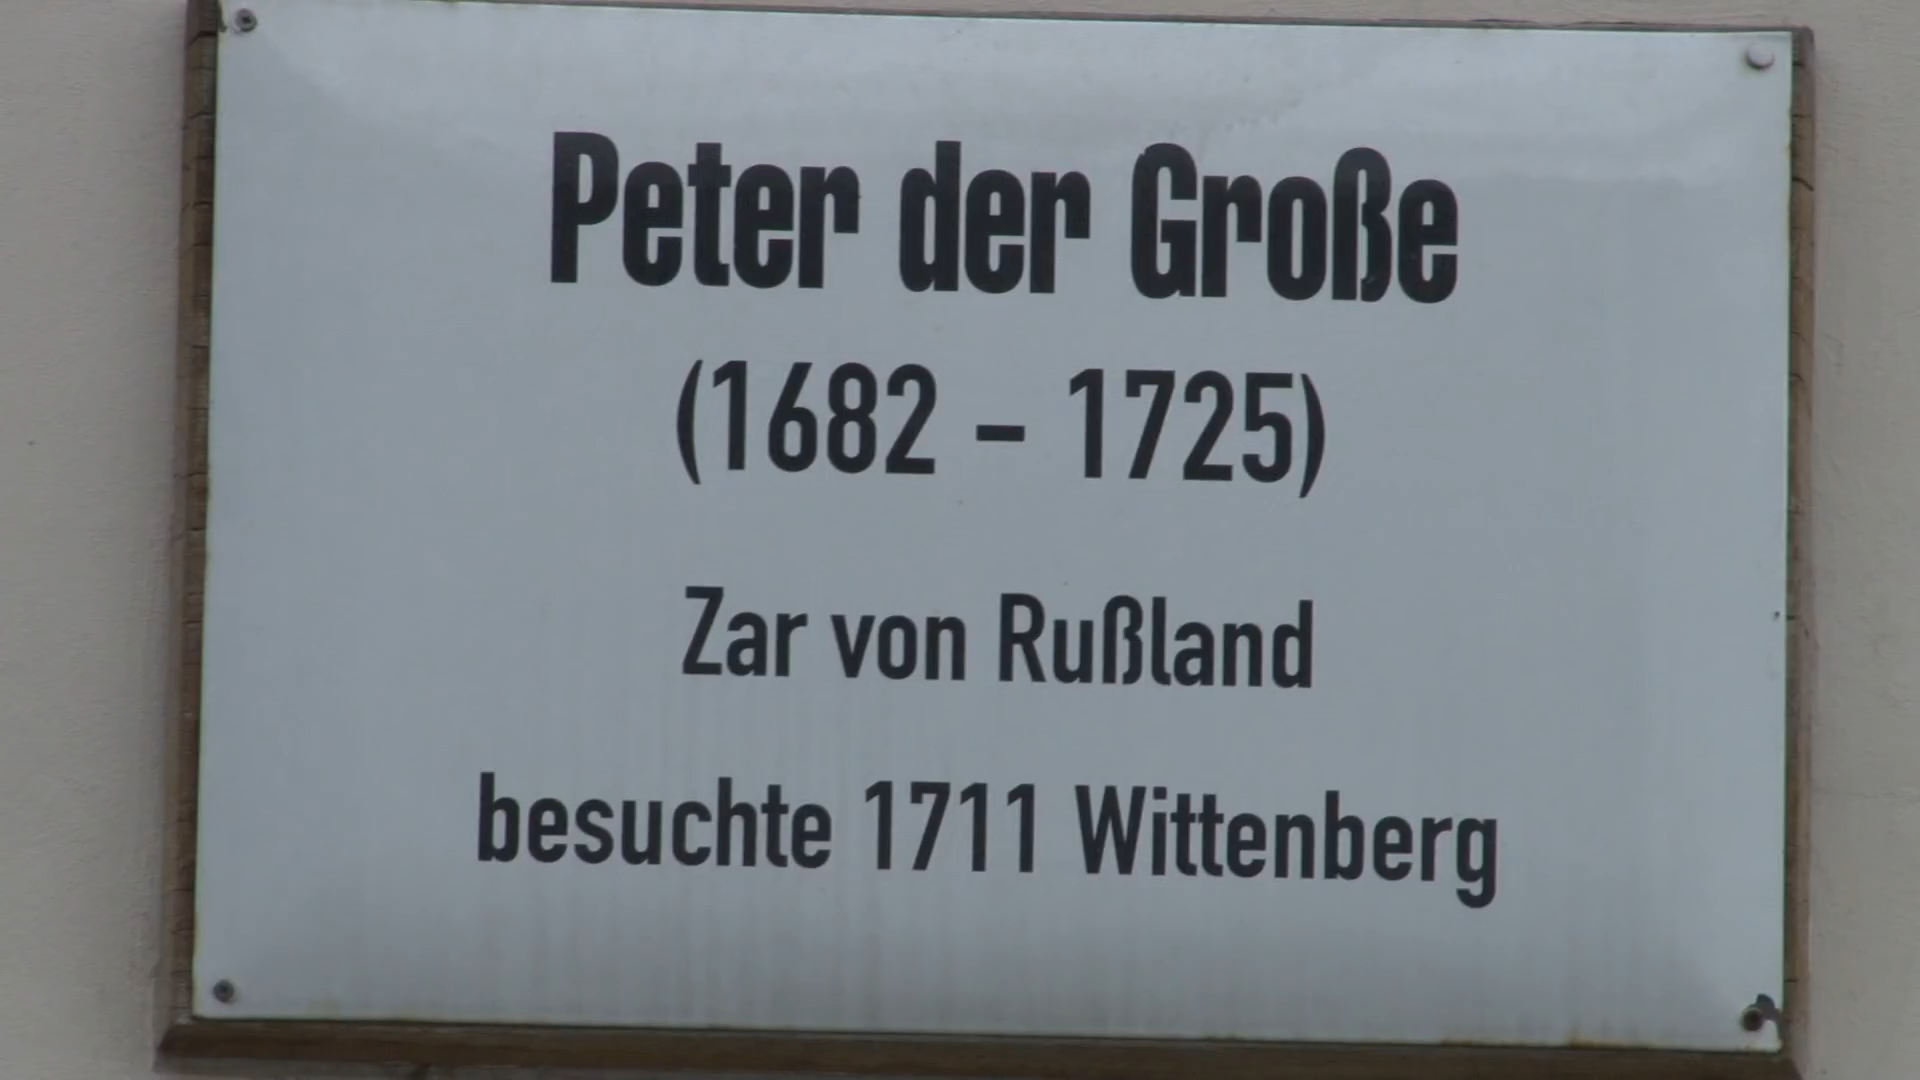 Peter der Große
(1682 - 1725)
Zar von Rußland
besuchte 1711 Wittenberg